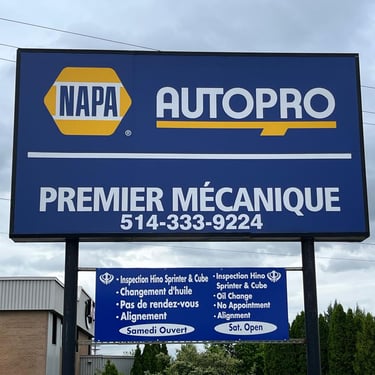 NAPA ®
AUTOPRO
PREMIER MÉCANIQUE
514-333-9224
• Inspection Hino Sprinter & Cube
• Changement d'huile
• Pas de rendez-vous
• Alignement
Samedi Ouvert
• Inspection Hino
Sprinter & Cube
• Oil Change
• No Appointment
• Alignment
Sat. Open